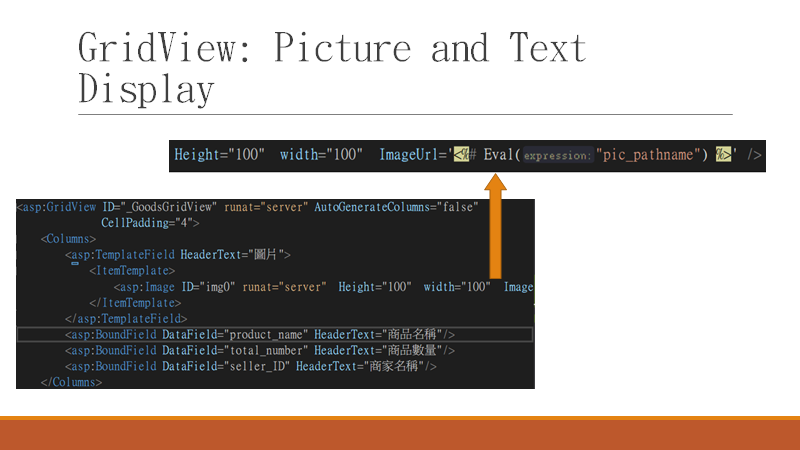 GridView: Picture and Text
Display
Height="100" width="100" ImageUrl='<%# Eval(expression:"pic_pathname") %>' />
<asp:GridView ID="_GoodsGridView" runat="server" AutoGenerateColumns="false"
CellPadding="4">
<Columns>
<asp:TemplateField HeaderText="圖片">
<ItemTemplate>
<asp:Image ID="img0" runat="server" Height="100" width="100" Image
</ItemTemplate>
</asp:TemplateField>
<asp:BoundField DataField="product_name" HeaderText="商品名稱"/>
<asp:BoundField DataField="total_number" HeaderText="商品數量"/>
<asp:BoundField DataField="seller_ID" HeaderText="商家名稱"/>
</Columns>